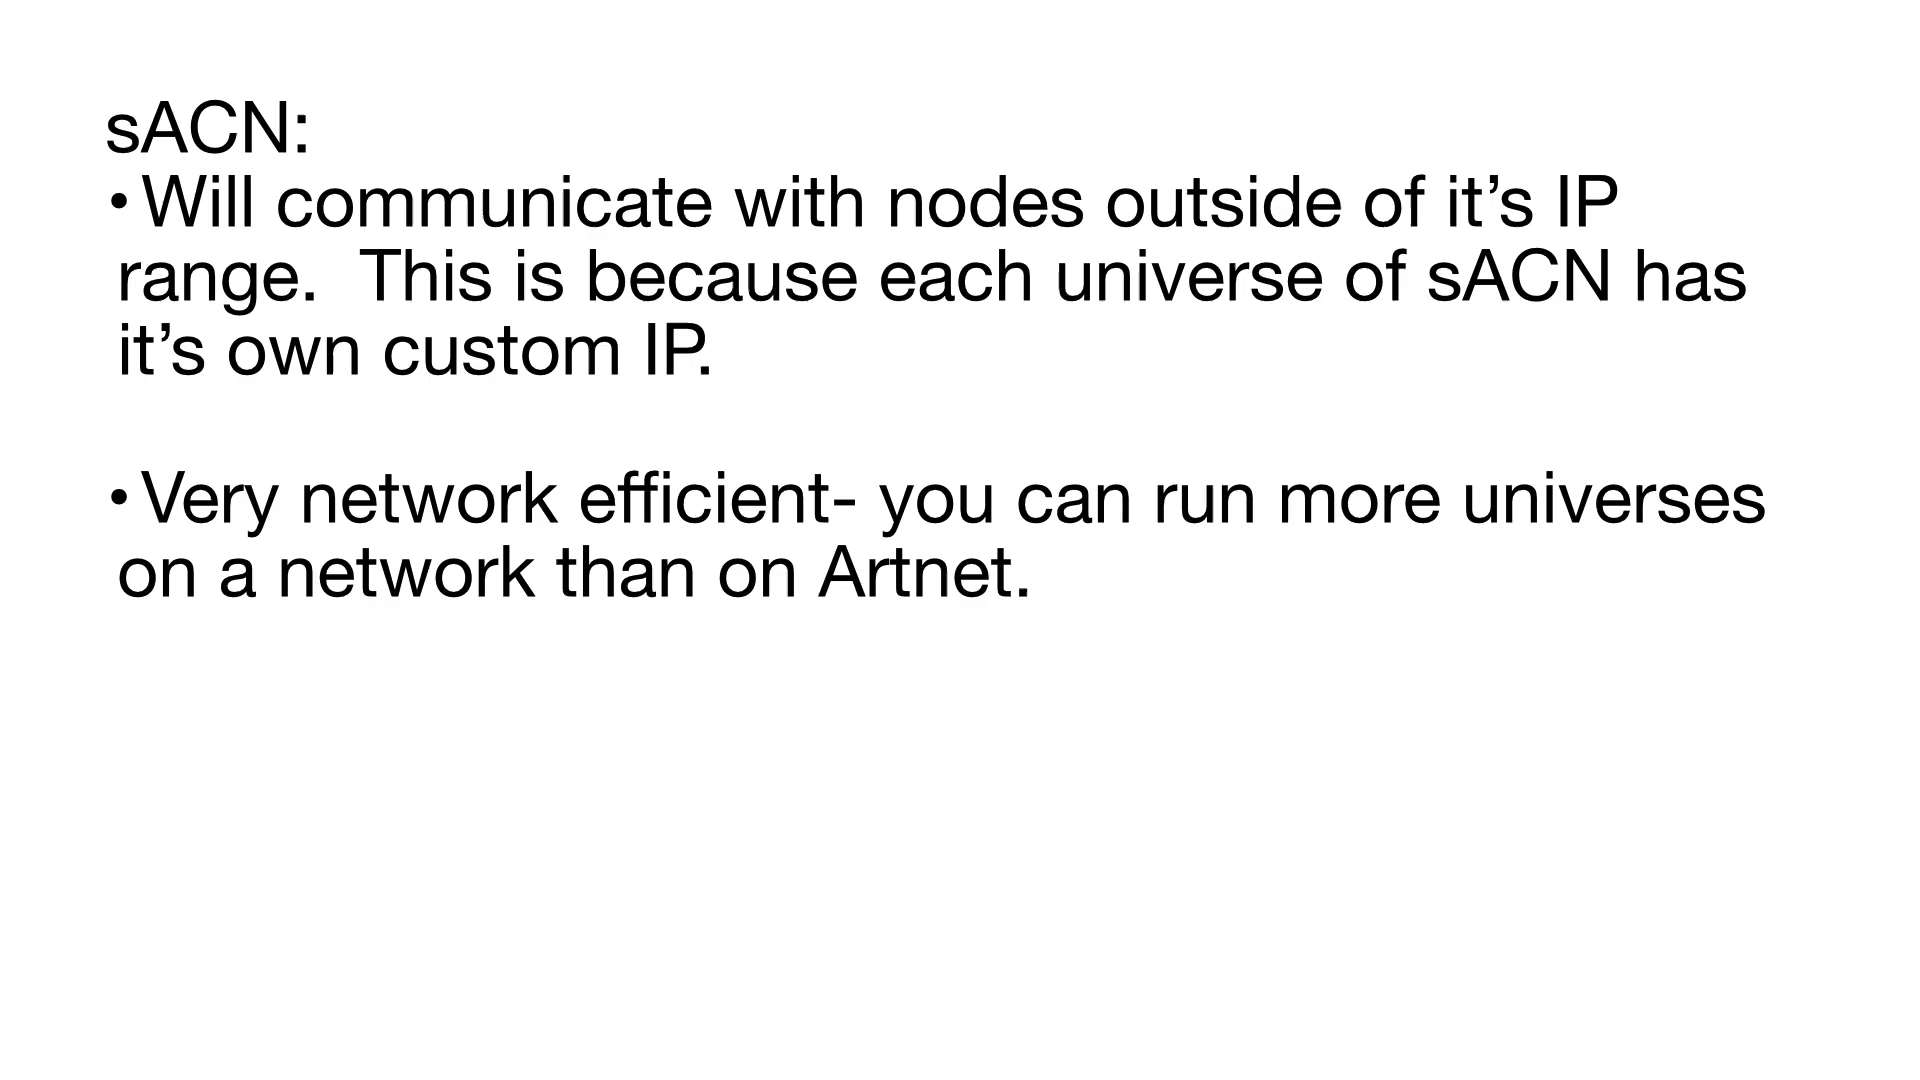 sACN:
•Will communicate with nodes outside of it’s IP
range.  This is because each universe of sACN has
it’s own custom IP.
•Very network efficient- you can run more universes
on a network than on Artnet.